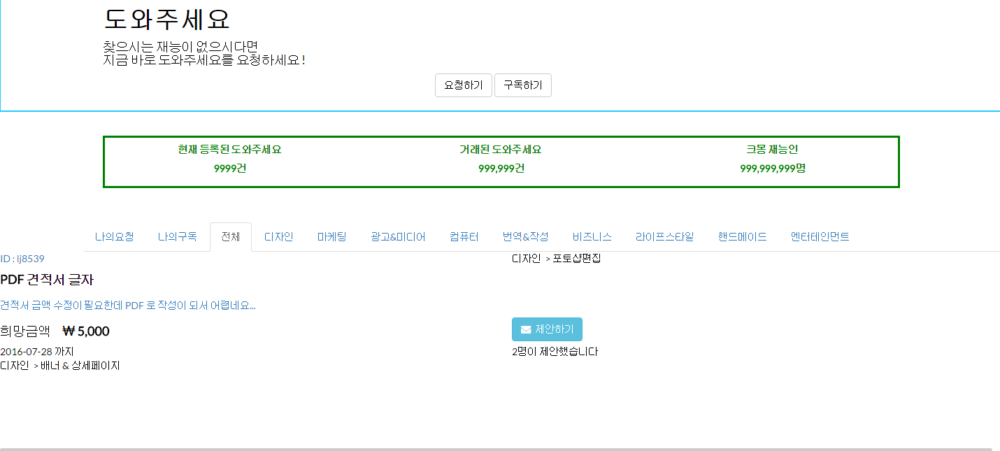 도와주세요
찾으시는 재능이 없으시다면
지금 바로 도와주세요를 요청하세요 !
요청하기 구독하기
현재 등록된 도와주세요 거래된 도와주세요 크몽 재능인
9999건 999,999건 999,999,999명
나의요청 나의구독 전체 디자인 마케팅 광고&미디어 컴퓨터 번역&작성 비즈니스 라이프스타일 핸드메이드 엔터테인먼트
ID : lj8539 디자인 > 포토샵편집
PDF 견적서 글자
견적서 금액 수정이 필요한데 PDF 로 작성이 되서 어렵네요...
희망금액 ₩ 5,000 제안하기
2016-07-28 까지 2명이 제안했습니다
디자인 > 배너 & 상세페이지